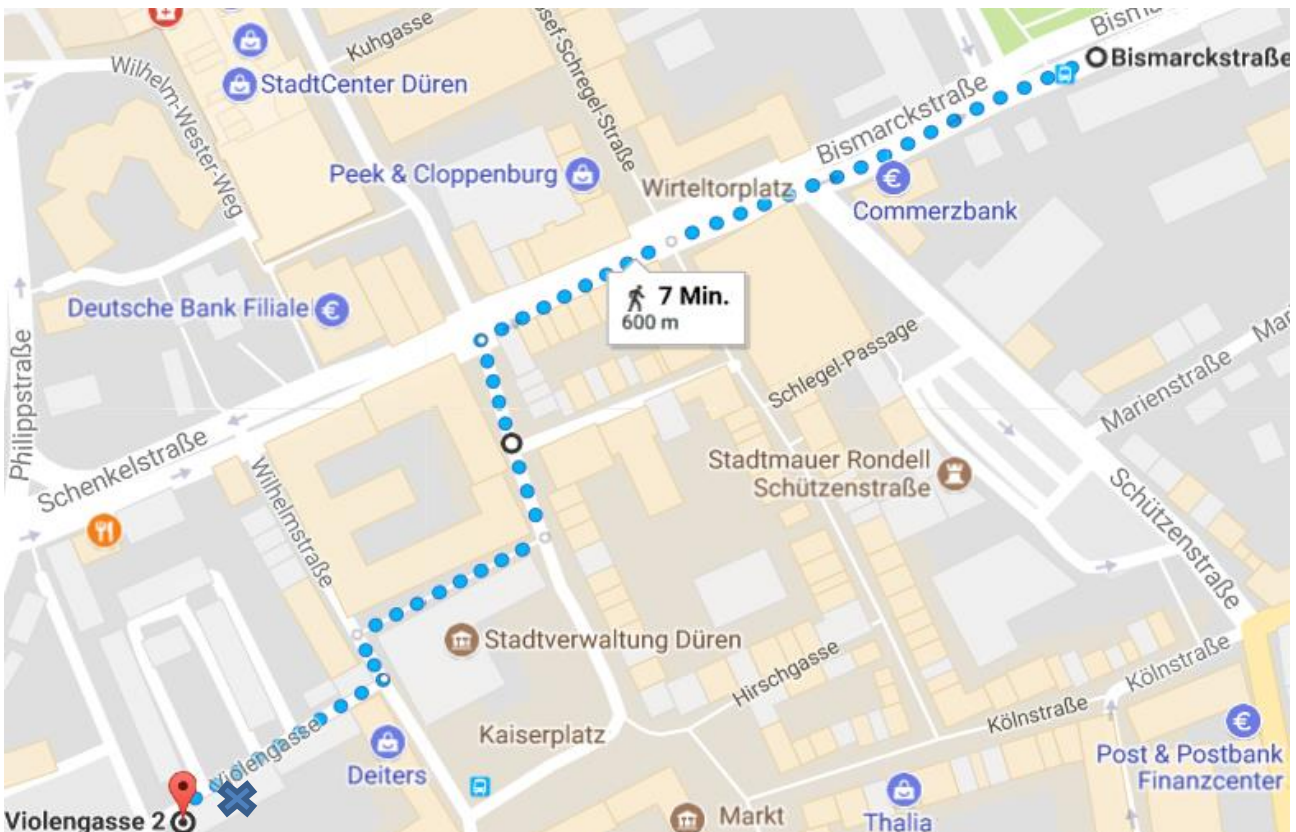 Bismarckstraße
Kuhgasse
Wilhelm-Wester-Weg
StadtCenter Düren
Bismarckstraße
Peek & Cloppenburg
Wirteltorplatz
Commerzbank
Deutsche Bank Filiale
7 Min.
600 m
Philippstraße
Schlegel-Passage
Marienstraße
Schenkelstraße
Wilhelmstraße
Stadtmauer Rondell
Schützenstraße
Schützenstraße
Stadtverwaltung Düren
Hirschgasse
Kölnstraße
Kölnstraße
Kaiserplatz
Violengasse
Deiters
Post & Postbank
Finanzcenter
Violengasse 2
Markt
Thalia